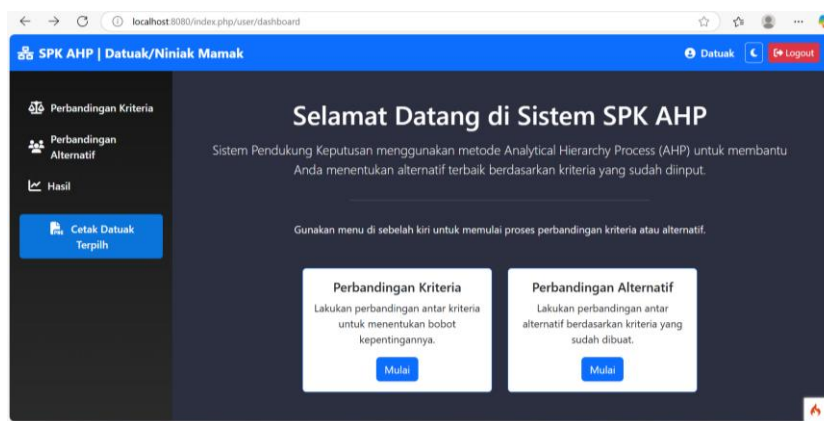 localhost:8080/index.php/user/dashboard
SPK AHP | Datuak/Niniak Mamak
Datuak
Logout
Perbandingan Kriteria
Perbandingan
Alternatif
Hasil
Cetak Datuak
Terpilh
Selamat Datang di Sistem SPK AHP
Sistem Pendukung Keputusan menggunakan metode Analytical Hierarchy Process (AHP) untuk membantu
Anda menentukan alternatif terbaik berdasarkan kriteria yang sudah diinput.
Gunakan menu di sebelah kiri untuk memulai proses perbandingan kriteria atau alternatif.
Perbandingan Kriteria
Lakukan perbandingan antar kriteria
untuk menentukan bobot
kepentingannya.
Mulai
Perbandingan Alternatif
Lakukan perbandingan antar
alternatif berdasarkan kriteria yang
sudah dibuat.
Mulai